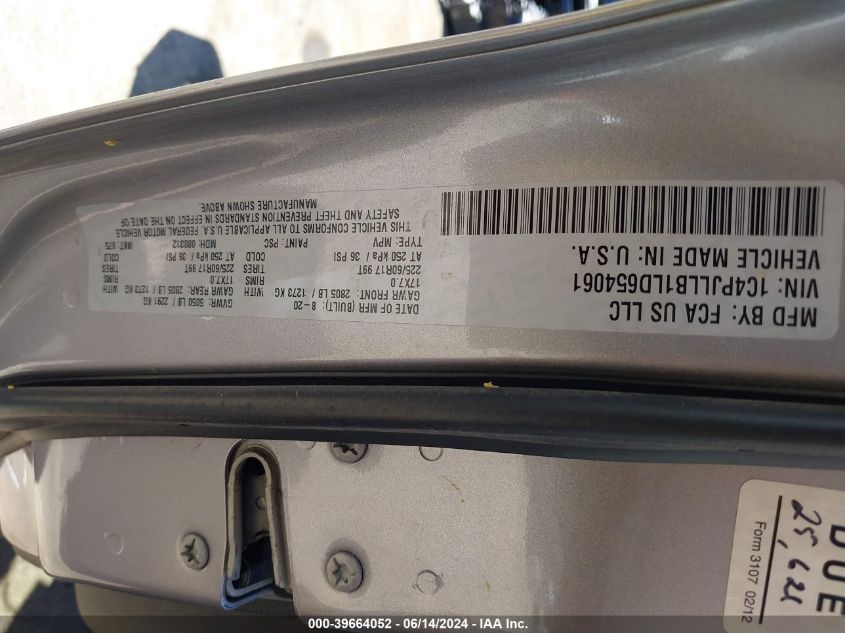 MFD BY: FCA US LLC
DATE OF MFR (BUILT): 8-20
GVWR: 5050 LB / 2291 KG
GAWR FRONT: 2805 LB / 1273 KG
GAWR REAR: 2805 LB / 1273 KG
17X7.0 RIMS 17X7.0 RIMS
225/60R17 99T TIRES 225/60R17 99T TIRES
AT 250 kPa / 36 PSI COLD AT 250 kPa / 36 PSI COLD
VIN: 1C4PJLLB1LD654061
VEHICLE MADE IN: U.S.A.
TYPE: MPV PAINT: PSC MDH: 080312 MKT: 875
THIS VEHICLE CONFORMS TO ALL APPLICABLE U.S.A. FEDERAL MOTOR VEHICLE
SAFETY AND THEFT PREVENTION STANDARDS IN EFFECT ON THE DATE OF
MANUFACTURE SHOWN ABOVE.
DUE
Form 3107 02/12
000-39664052 - 06/14/2024 - IAA Inc.